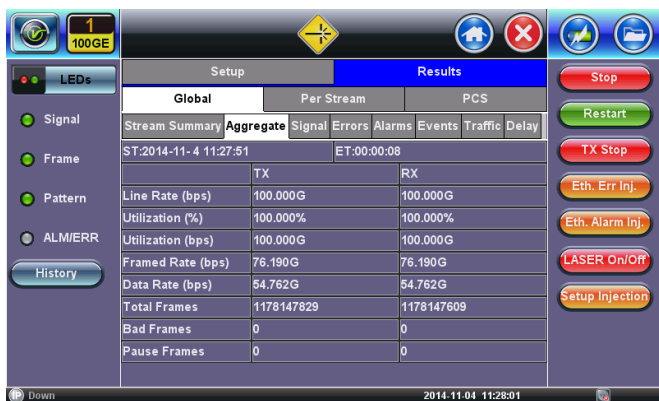 1
100GE
Setup Results
LEDs
Stop
Global Per Stream PCS
Signal
Restart
Stream Summary Aggregate Signal Errors Alarms Events Traffic Delay
ST:2014-11- 4 11:27:51 ET:00:00:08
TX Stop
Frame
TX RX
Eth. Err Inj.
Pattern
Line Rate (bps) 100.000G 100.000G
Utilization (%) 100.000% 100.000%
Eth. Alarm Inj.
ALM/ERR
Utilization (bps) 100.000G 100.000G
Framed Rate (bps) 76.190G 76.190G
LASER On/Off
History
Data Rate (bps) 54.762G 54.762G
Setup Injection
Total Frames 1178147829 1178147609
Bad Frames 0 0
Pause Frames 0 0
IP Down 2014-11-04 11:28:01